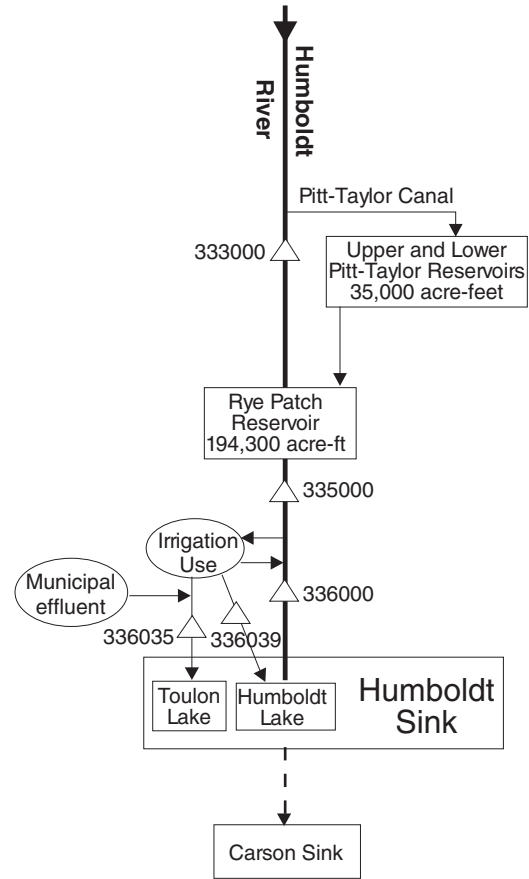 Humboldt
River
Pitt-Taylor Canal
333000
Upper and Lower
Pitt-Taylor Reservoirs
35,000 acre-feet
Rye Patch
Reservoir
194,300 acre-ft
335000
Irrigation
Use
Municipal
effluent
336000
336035
336039
Toulon
Lake
Humboldt
Lake
Humboldt
Sink
Carson Sink